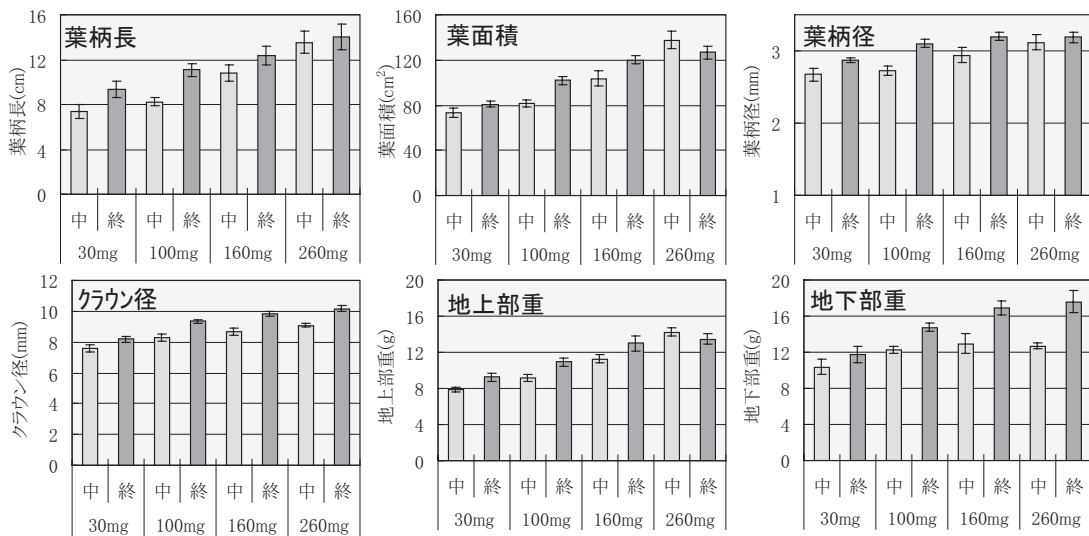 葉柄長
葉柄長(cm)
16
12
8
4
0
中 終 中 終 中 終 中 終
30mg 100mg 160mg 260mg
葉面積
葉面積(cm²)
160
120
80
40
0
中 終 中 終 中 終 中 終
30mg 100mg 160mg 260mg
葉柄径
葉柄径(mm)
3
2
1
中 終 中 終 中 終 中 終
30mg 100mg 160mg 260mg
クラウン径
クラウン径(mm)
12
10
8
6
4
2
0
中 終 中 終 中 終 中 終
30mg 100mg 160mg 260mg
地上部重
地上部重(g)
20
16
12
8
4
0
中 終 中 終 中 終 中 終
30mg 100mg 160mg 260mg
地下部重
地下部重(g)
20
16
12
8
4
0
中 終 中 終 中 終 中 終
30mg 100mg 160mg 260mg